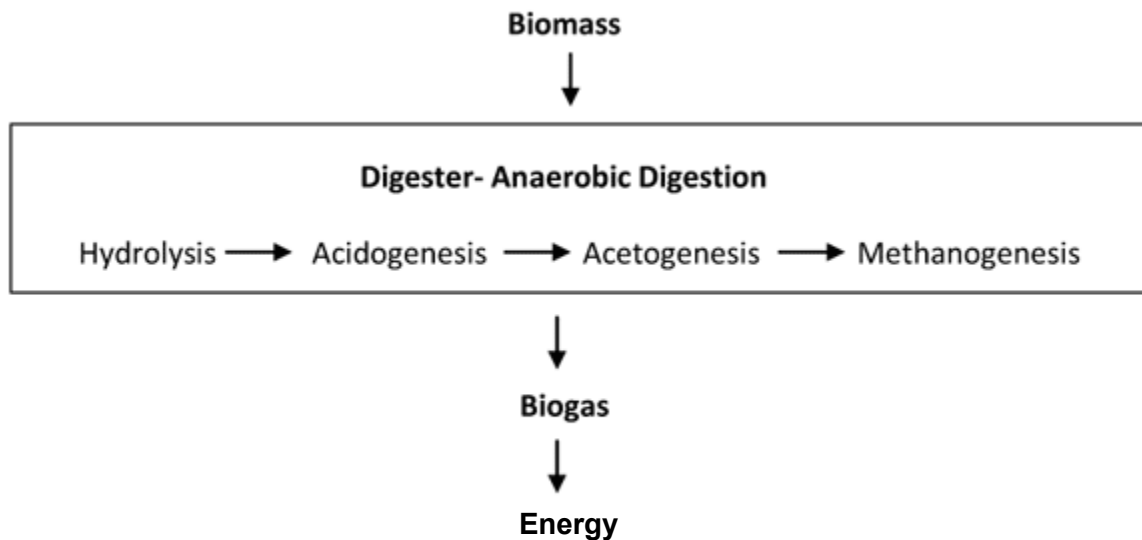 Biomass
Digester- Anaerobic Digestion
Hydrolysis Acidogenesis Acetogenesis Methanogenesis
Biogas
Energy